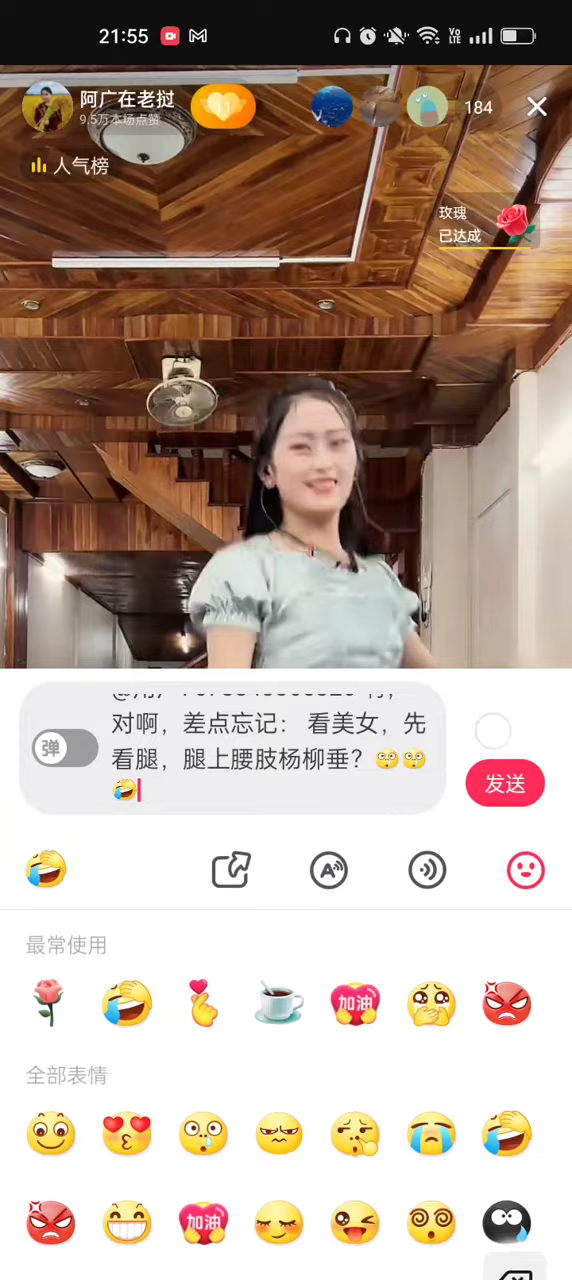 21:55
VoLTE
阿广在老挝
11
184
9.5万本场点赞
人气榜
玫瑰
已达成
对啊，差点忘记： 看美女，先
弹
看腿，腿上腰肢杨柳垂？
发送
最常使用
加油
全部表情
加油